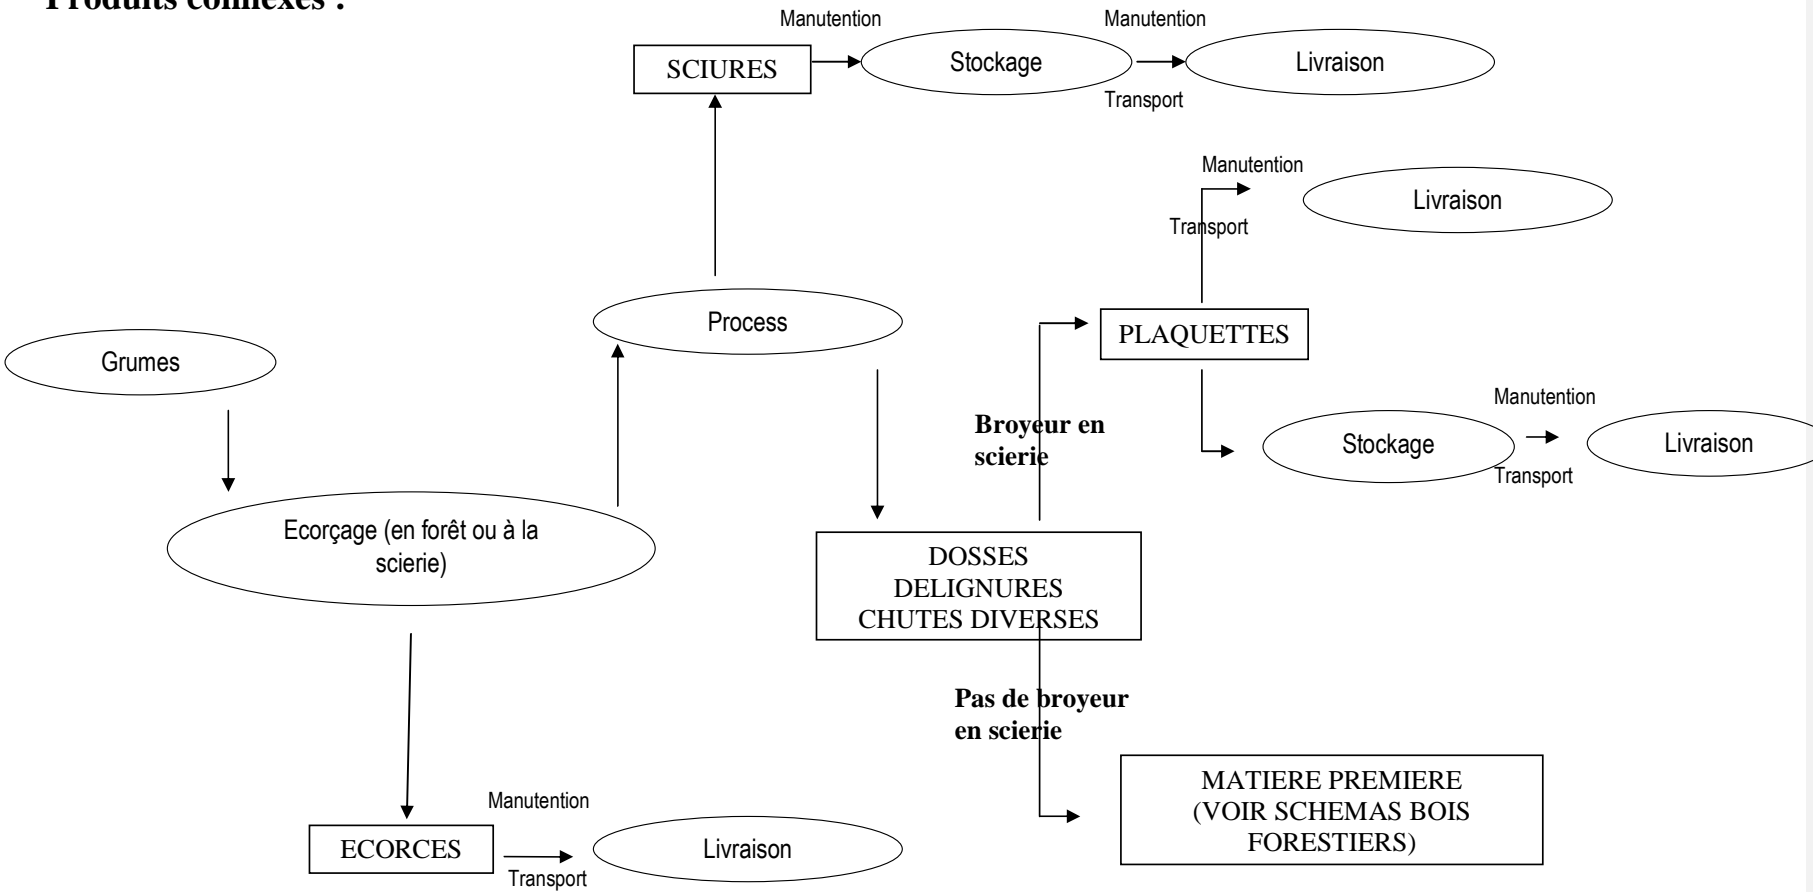 Produits connexes :
Manutention
Manutention
SCIURES
Stockage
Livraison
Transport
Manutention
Livraison
Transport
Process
PLAQUETTES
Grumes
Manutention
Broyeur en
scierie
Stockage
Livraison
Transport
Ecorçage (en forêt ou à la
scierie)
DOSSES
DELIGNURES
CHUTES DIVERSES
Pas de broyeur
en scierie
MATIERE PREMIERE
(VOIR SCHEMAS BOIS
FORESTIERS)
Manutention
ECORCES
Livraison
Transport